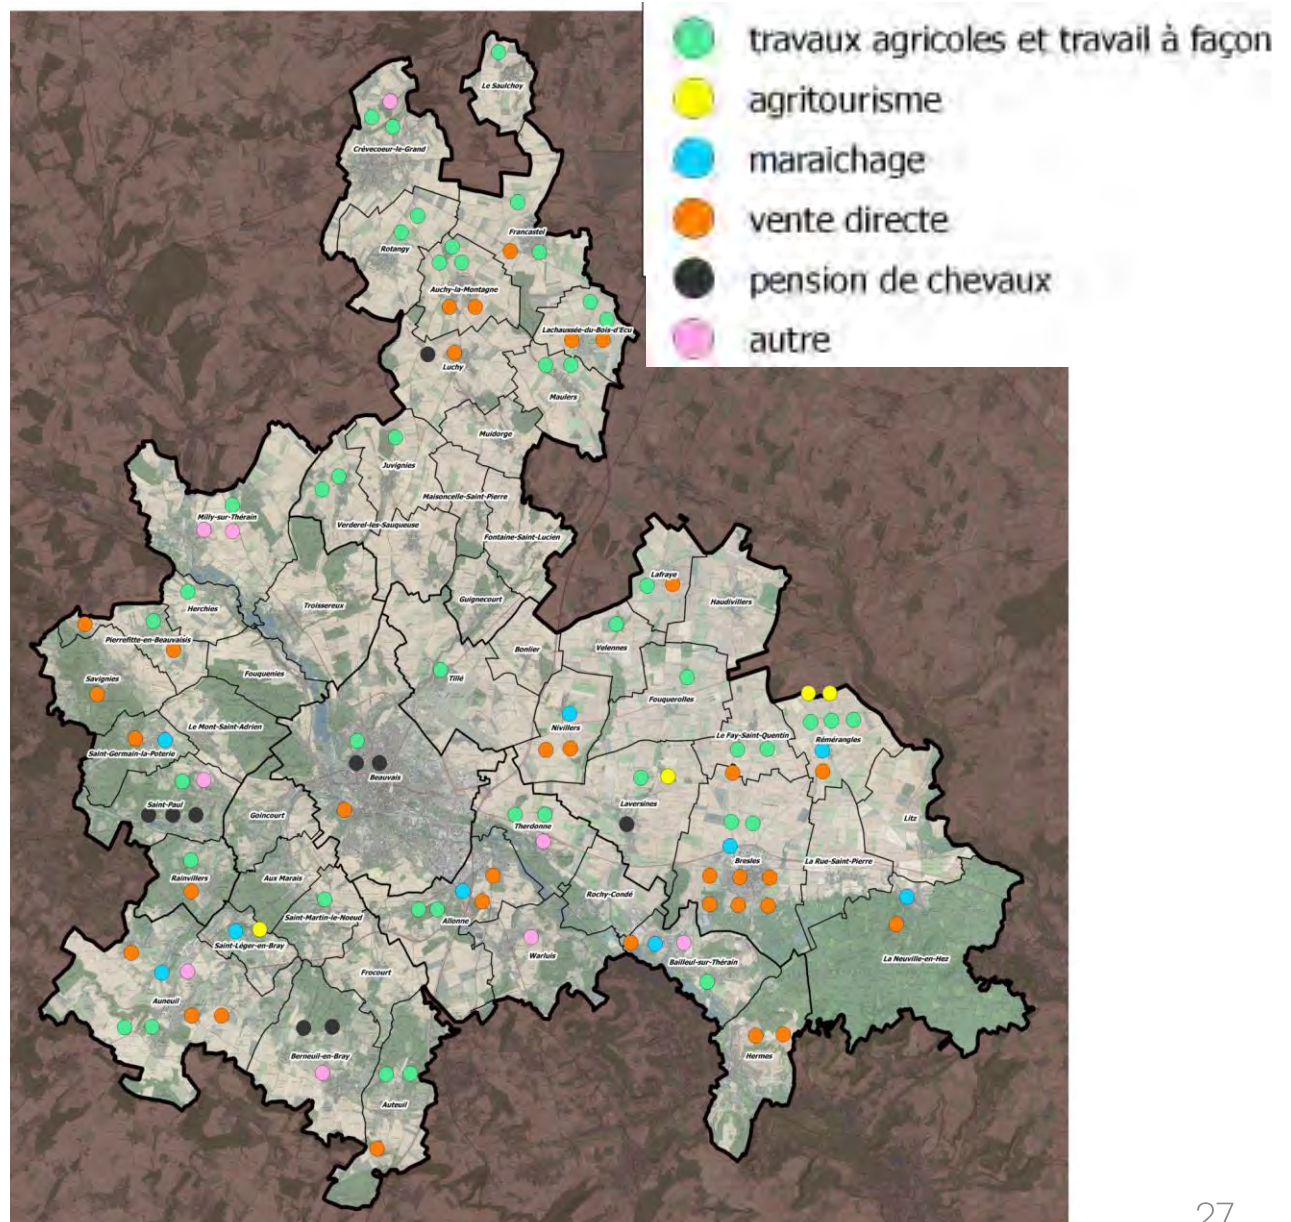 travaux agricoles et travail à façon
agritourisme
maraichage
vente directe
pension de chevaux
autre
Le Saulchoy
Crèvecoeur-le-Grand
Francastel
Rotangy
Auchy-la-Montagne
Lachaussée-du-Bois-d'Ecu
Luchy
Maulers
Muidorge
Juvignies
Maisoncelle-Saint-Pierre
Milly-sur-Thérain
Verderel-les-Sauqueuse
Fontaine-Saint-Lucien
Lafraye
Guignecourt
Haudivillers
Troissereux
Herchies
Pierrefitte-en-Beauvaisis
Bonlier
Velennes
Fouquenies
Savignies
Tillé
Fouquerolles
Le Mont-Saint-Adrien
Nivillers
Le Fay-Saint-Quentin
Rémérangles
Saint-Germain-la-Poterie
Beauvais
Saint-Paul
Laversines
Goincourt
Litz
Therdonne
Bresles
La Rue-Saint-Pierre
Rainvillers
Aux Marais
Rochy-Condé
Saint-Martin-le-Noeud
Allonne
Saint-Léger-en-Bray
Warluis
La Neuville-en-Hez
Bailleul-sur-Thérain
Frocourt
Auneuil
Berneuil-en-Bray
Hermes
Auteuil
27